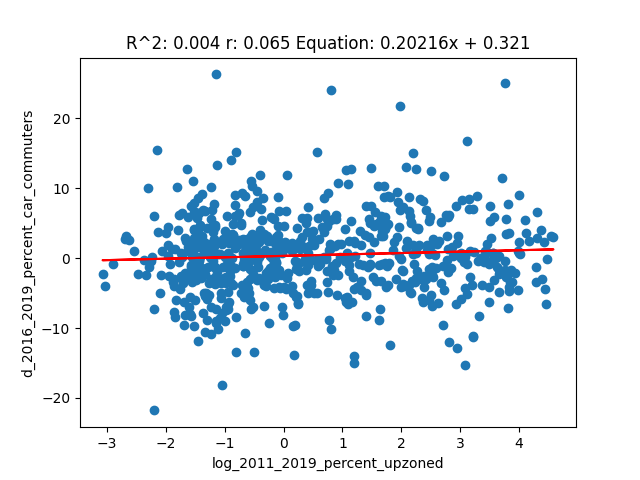 R^2: 0.004 r: 0.065 Equation: 0.20216x + 0.321
d_2016_2019_percent_car_commuters
20
10
0
−10
−20
−3 −2 −1 0 1 2 3 4
log_2011_2019_percent_upzoned